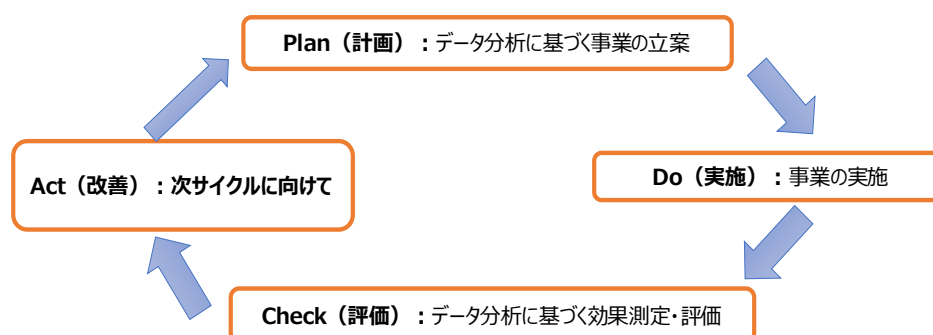 Plan（計画）：データ分析に基づく事業の立案
Do（実施）：事業の実施
Act（改善）：次サイクルに向けて
Check（評価）：データ分析に基づく効果測定・評価